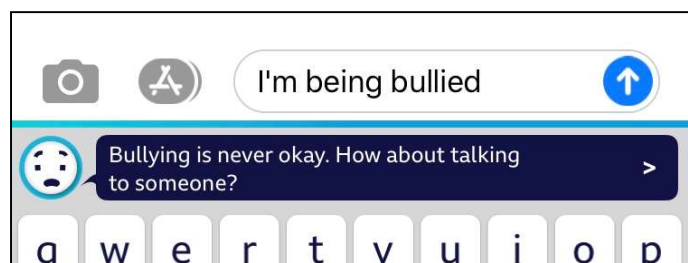 I'm being bullied
Bullying is never okay. How about talking
to someone?
>
q w e r t y u i o p